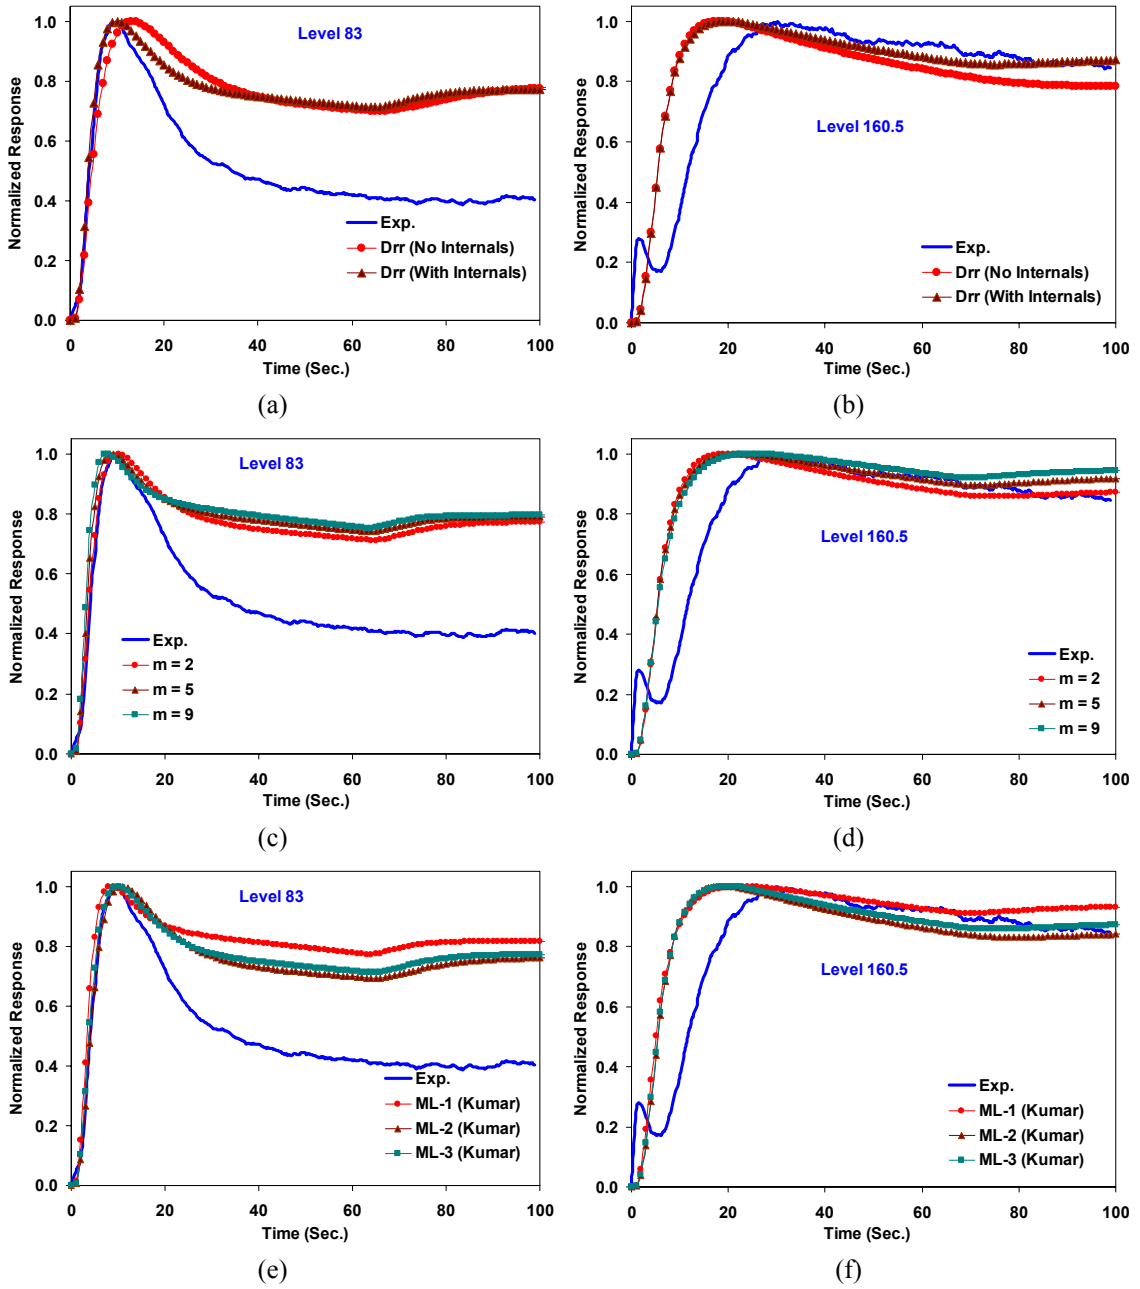 Level 83
Normalized Response
1.0
0.8
0.6
0.4
0.2
0.0
Exp.
Drr (No Internals)
Drr (With Internals)
0 20 40 60 80 100
Time (Sec.)
(a)
Level 160.5
Normalized Response
1.0
0.8
0.6
0.4
0.2
0.0
Exp.
Drr (No Internals)
Drr (With Internals)
0 20 40 60 80 100
Time (Sec.)
(b)
Level 83
Normalized Response
1.0
0.8
0.6
0.4
0.2
0.0
Exp.
m = 2
m = 5
m = 9
0 20 40 60 80 100
Time (Sec.)
(c)
Level 160.5
Normalized Response
1.0
0.8
0.6
0.4
0.2
0.0
Exp.
m = 2
m = 5
m = 9
0 20 40 60 80 100
Time (Sec.)
(d)
Level 83
Normalized Response
1.0
0.8
0.6
0.4
0.2
0.0
Exp.
ML-1 (Kumar)
ML-2 (Kumar)
ML-3 (Kumar)
0 20 40 60 80 100
Time (Sec.)
(e)
Level 160.5
Normalized Response
1.0
0.8
0.6
0.4
0.2
0.0
Exp.
ML-1 (Kumar)
ML-2 (Kumar)
ML-3 (Kumar)
0 20 40 60 80 100
Time (Sec.)
(f)